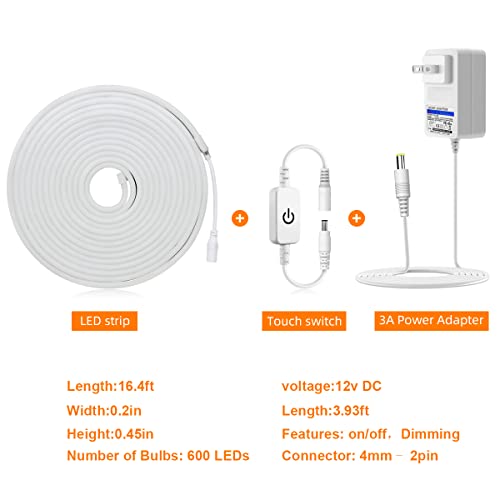 LED strip
Touch switch
3A Power Adapter
Length:16.4ft
Width:0.2in
Height:0.45in
Number of Bulbs: 600 LEDs
voltage:12v DC
Length:3.93ft
Features: on/off、Dimming
Connector: 4mm – 2pin